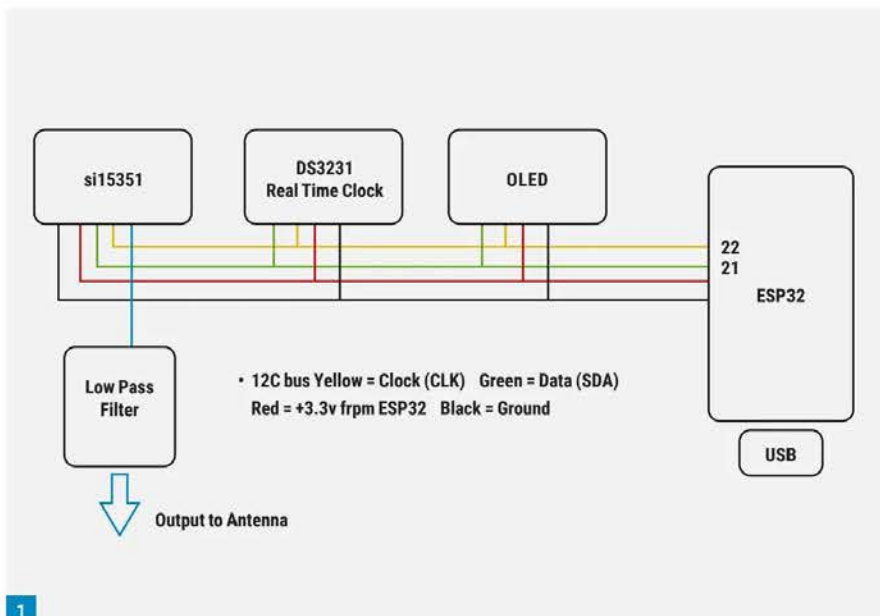 si15351
DS3231
Real Time Clock
OLED
22
21
ESP32
Low Pass
Filter
• 12C bus Yellow = Clock (CLK) Green = Data (SDA)
Red = +3.3v frpm ESP32 Black = Ground
USB
Output to Antenna
1